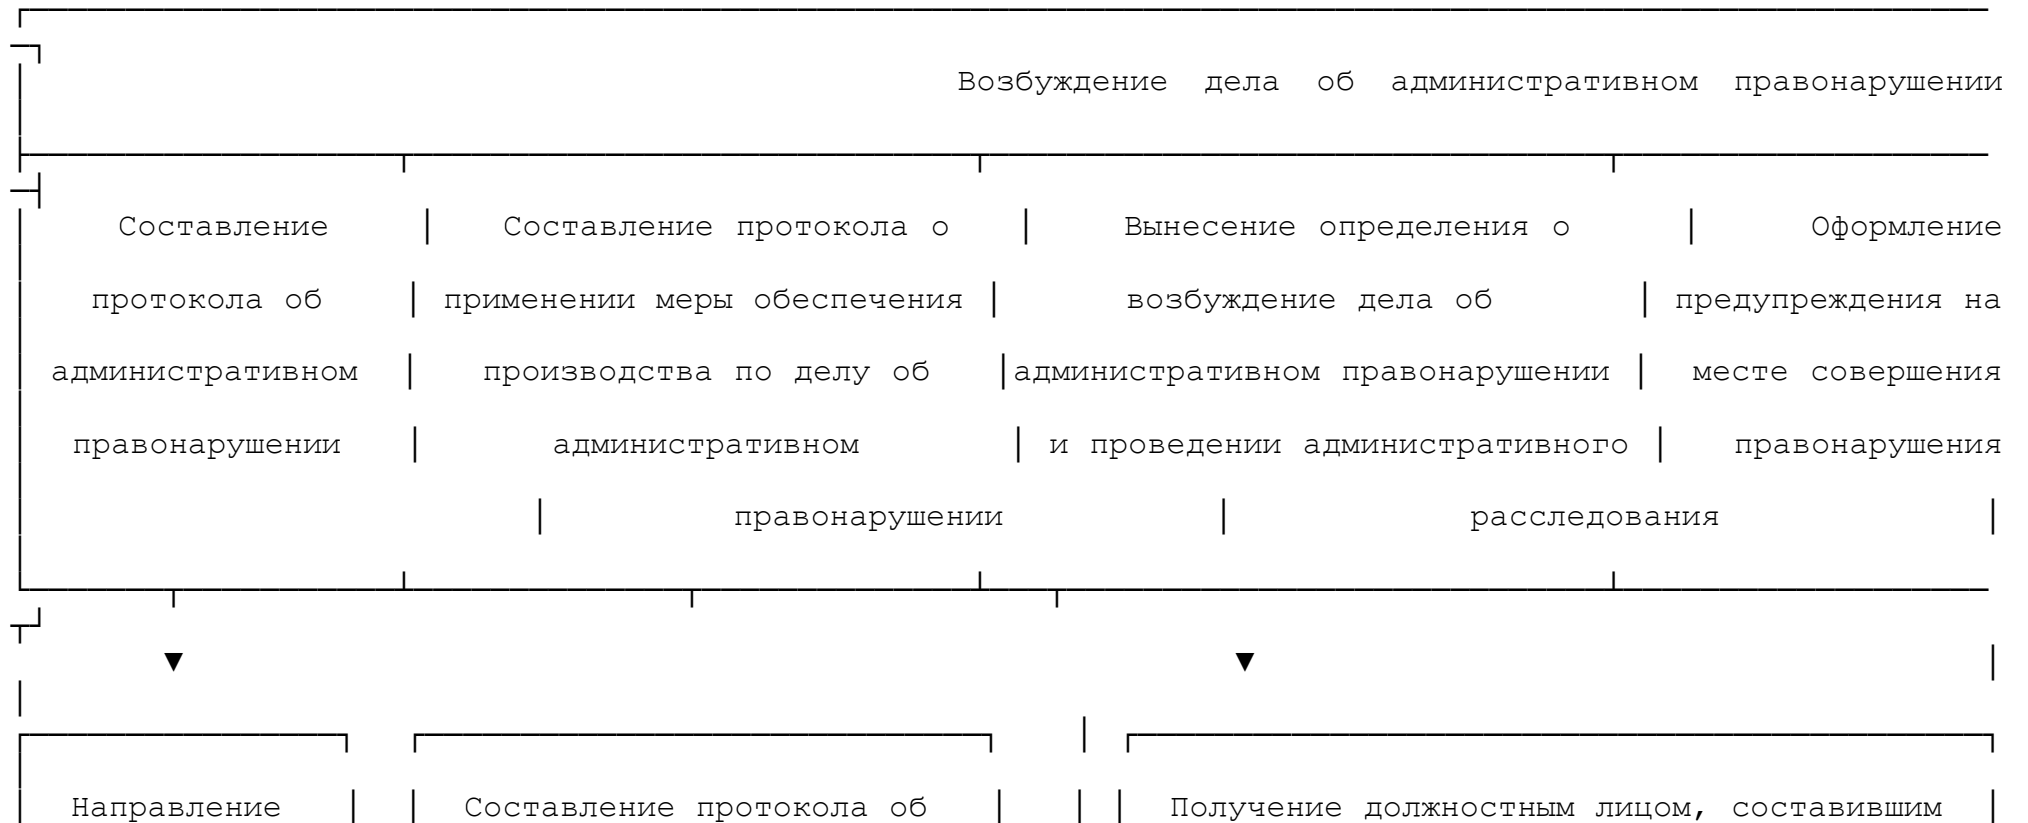 Возбуждение дела об административном правонарушении
Составление Составление протокола о Вынесение определения о Оформление
протокола об применении меры обеспечения возбуждение дела об предупреждения на
административном производства по делу об административном правонарушении месте совершения
правонарушении административном и проведении административного правонарушения
правонарушении расследования
Направление Составление протокола об Получение должностным лицом, составившим